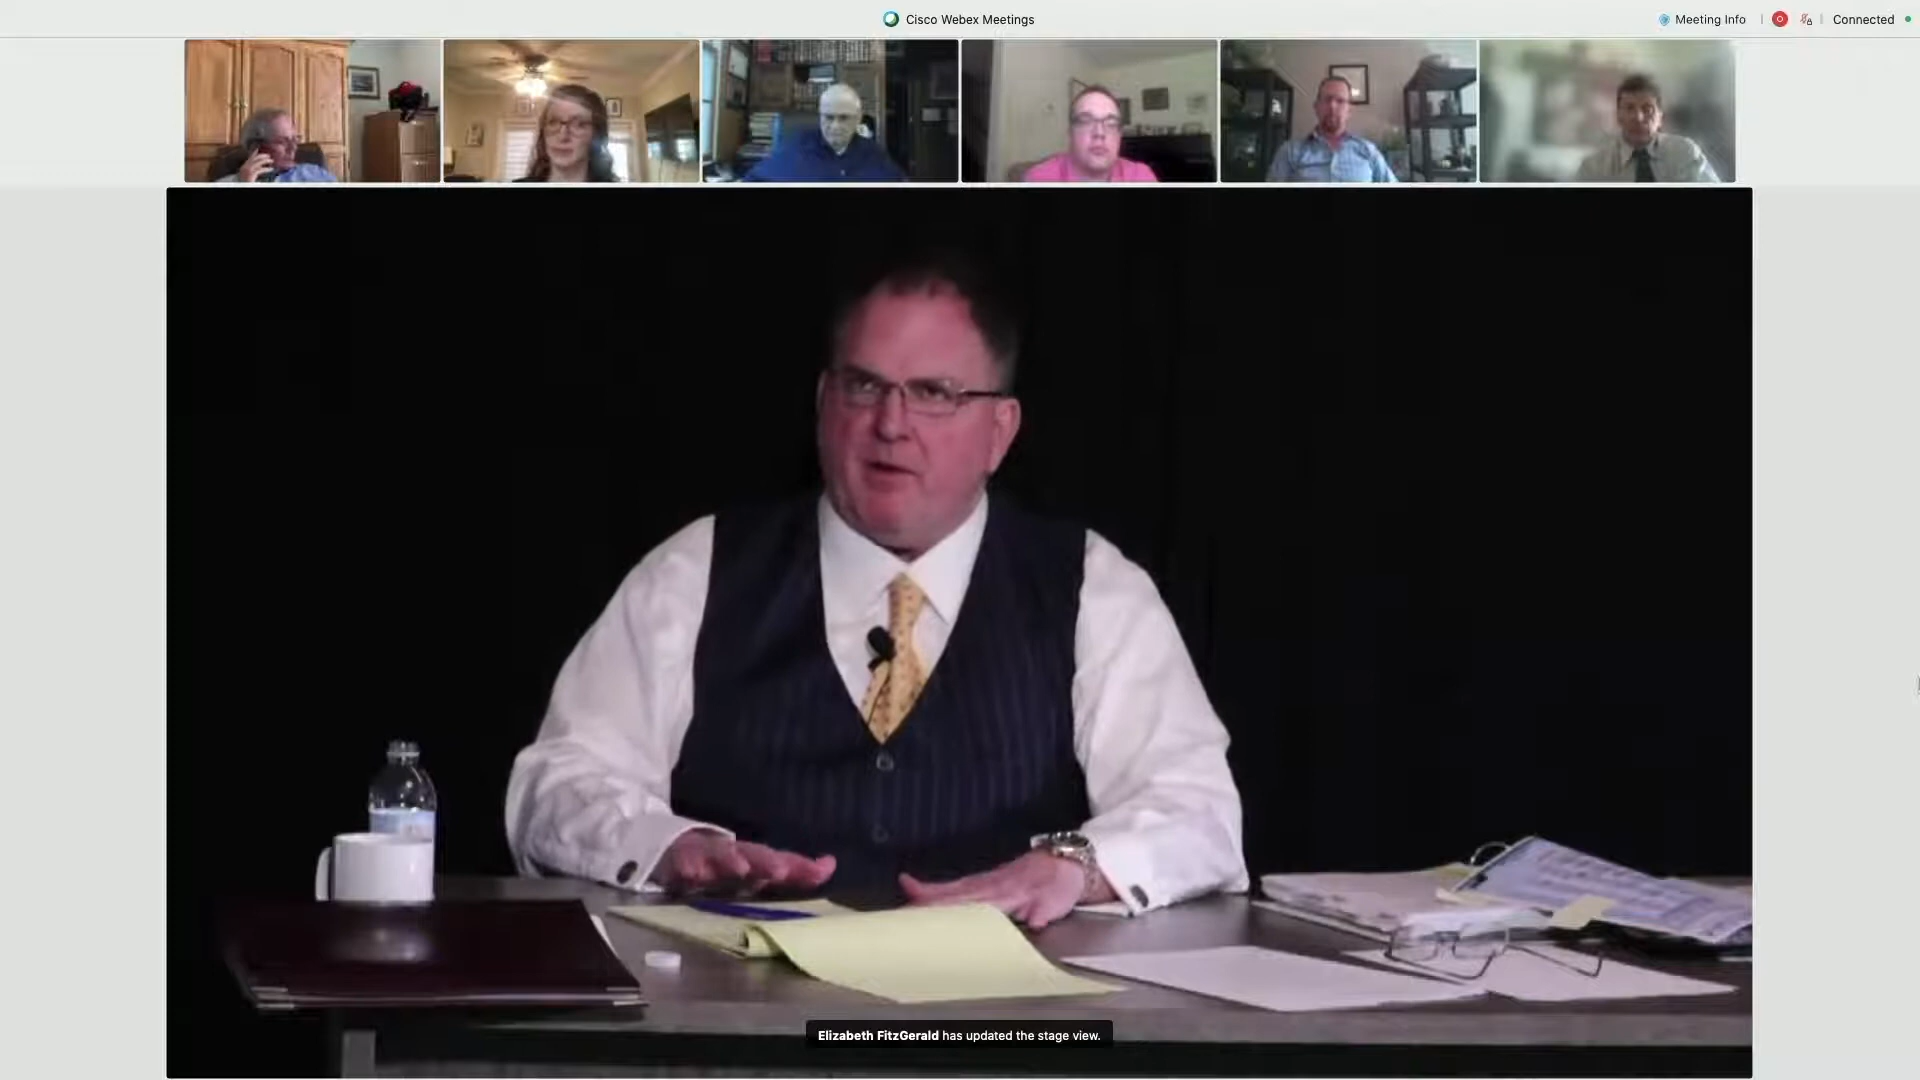 Cisco Webex Meetings
Meeting Info
Connected
Elizabeth FitzGerald has updated the stage view.